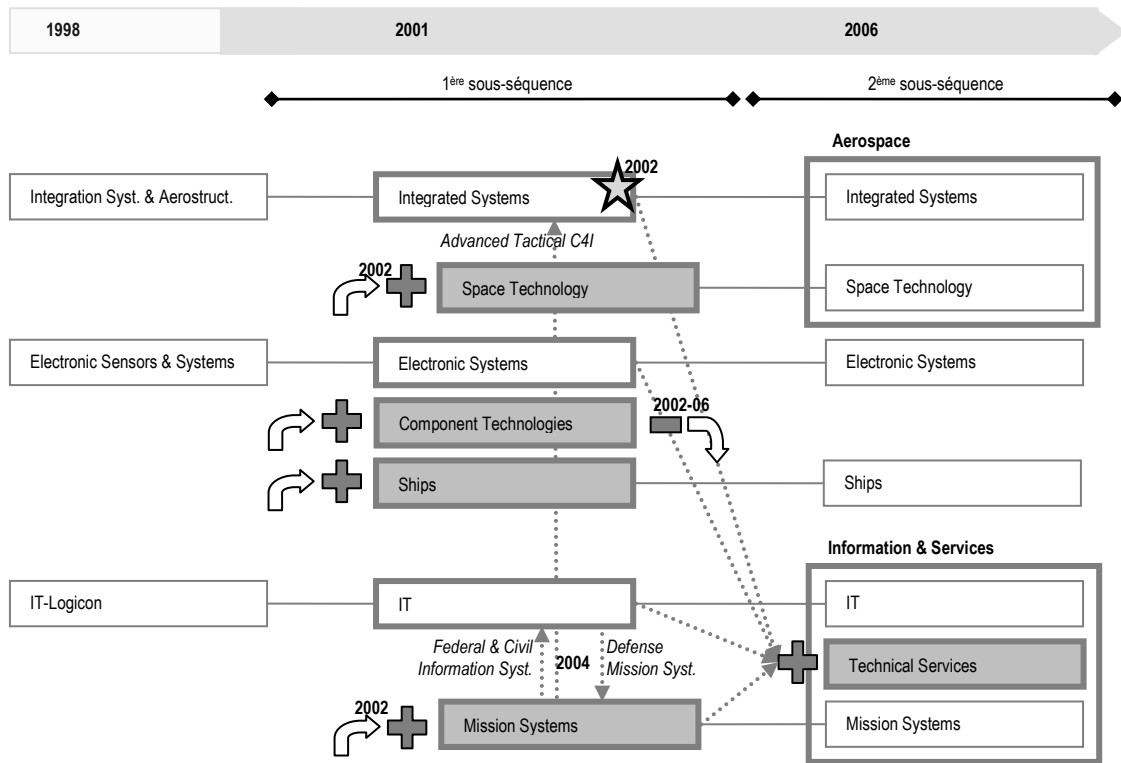 1998 2001 2006
1ère sous-séquence 2ème sous-séquence
Aerospace
2002
Integration Syst. & Aerostruct. Integrated Systems Integrated Systems
Advanced Tactical C4I
2002
Space Technology Space Technology
Electronic Sensors & Systems Electronic Systems Electronic Systems
2002-06
Component Technologies
Ships Ships
Information & Services
IT-Logicon IT IT
Federal & Civil
Information Syst.
2004
Defense
Mission Syst.
Technical Services
2002
Mission Systems Mission Systems